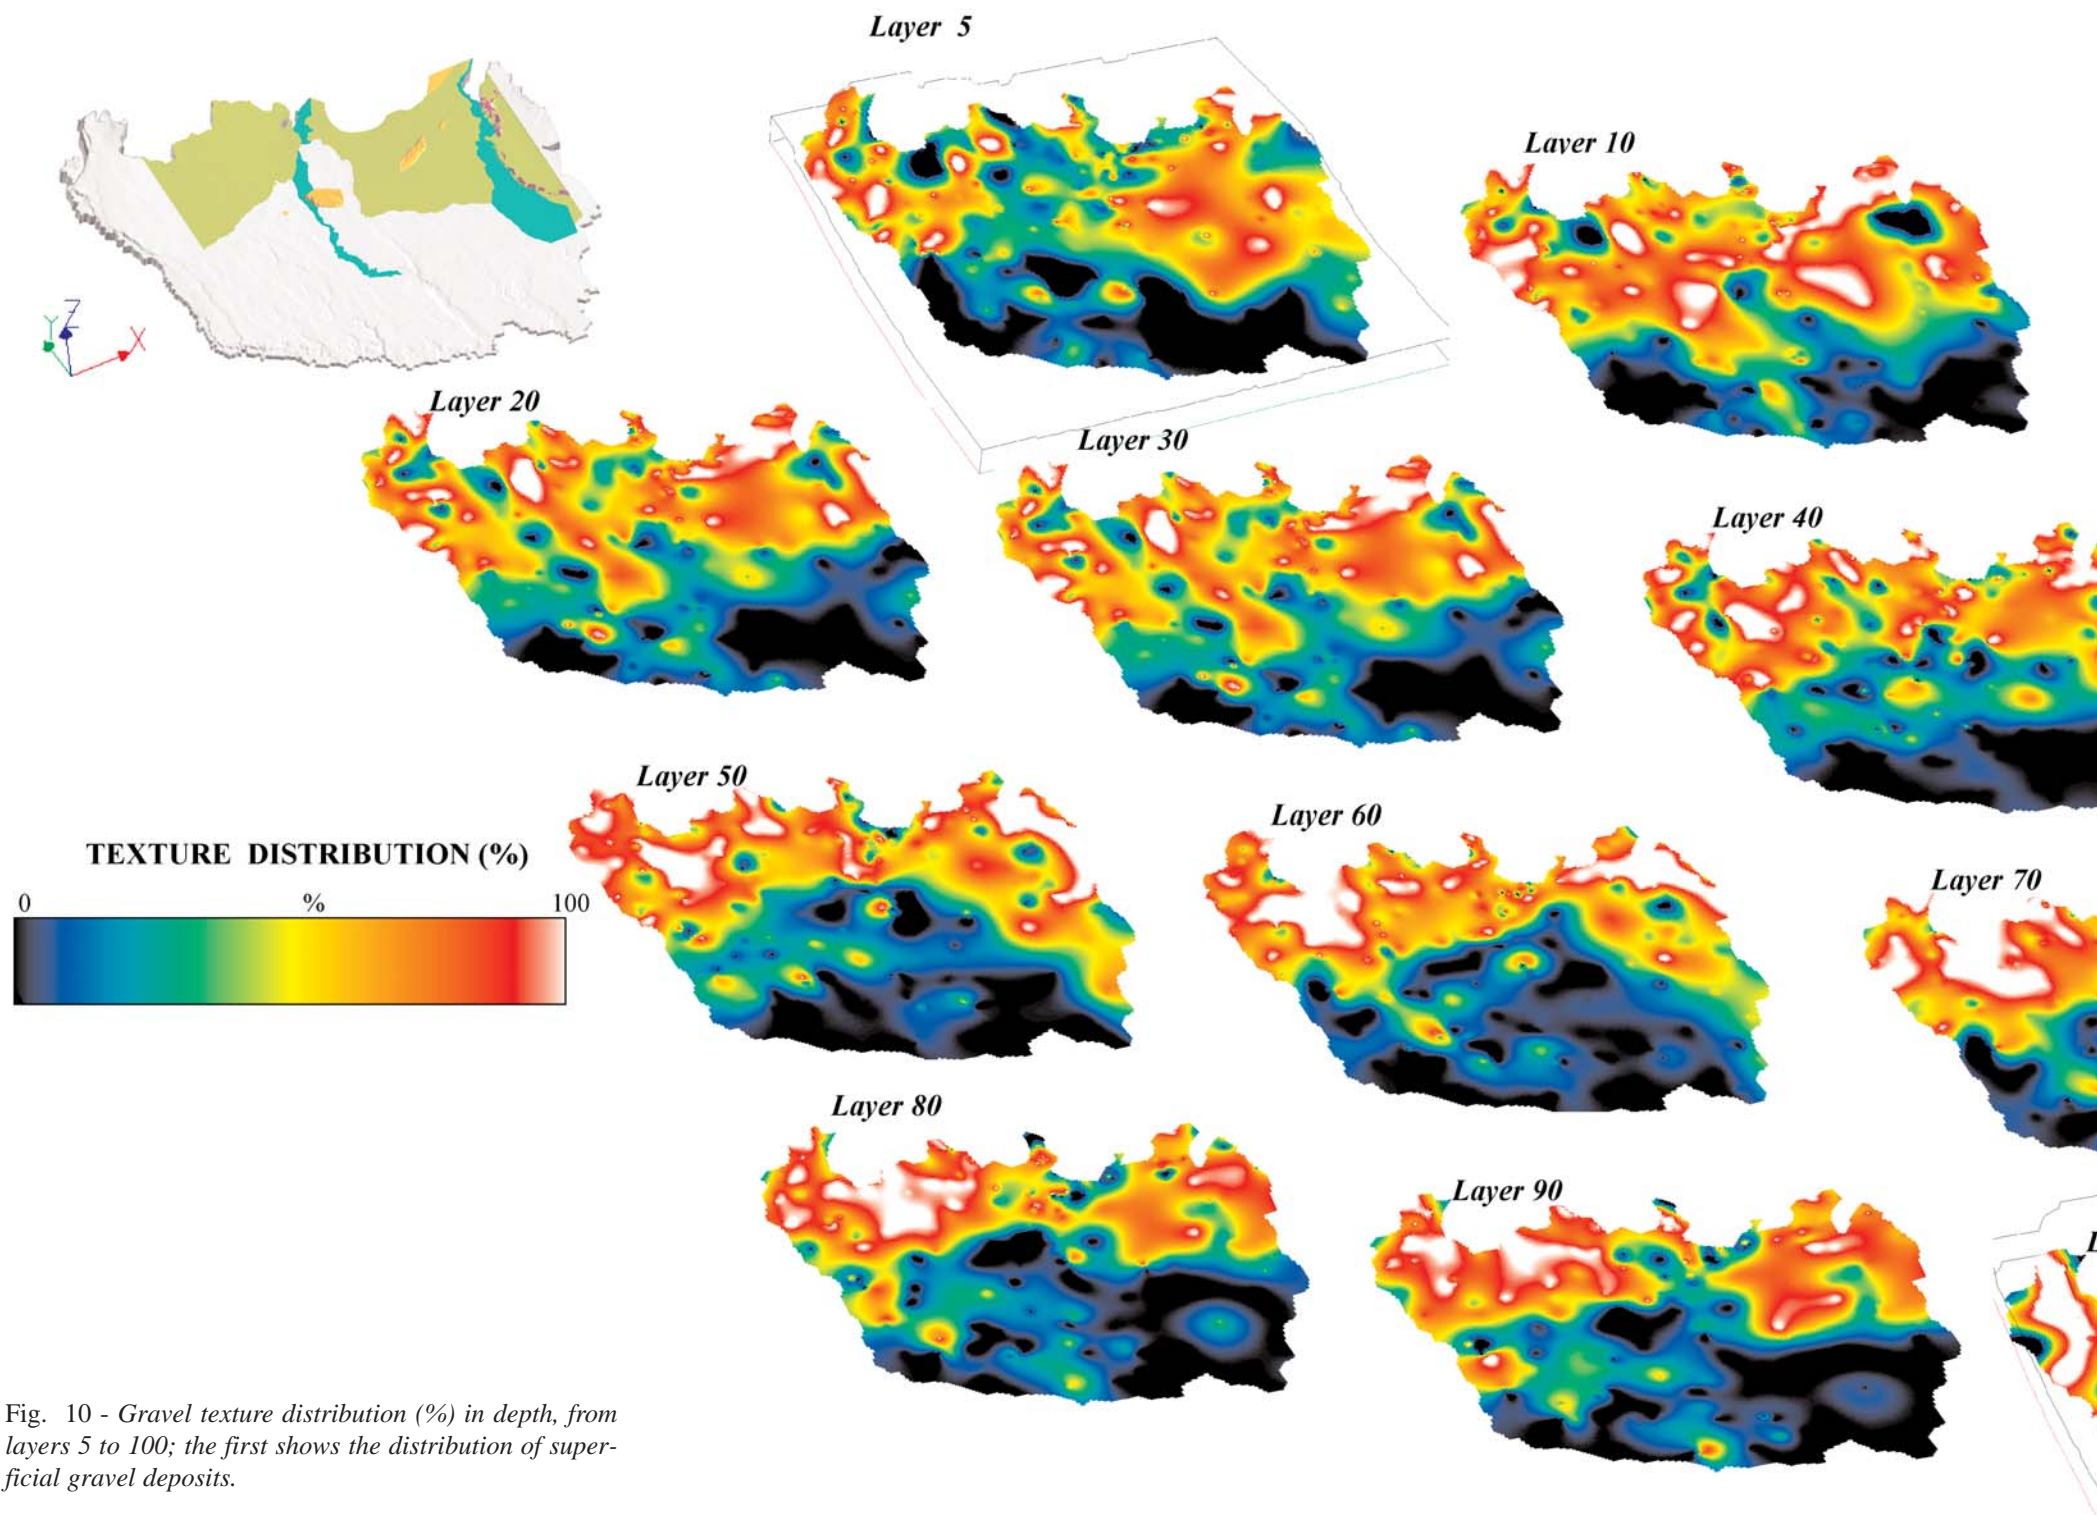 Layer 5
Layer 10
Z
Y
X
Layer 20
Layer 30
Layer 40
Layer 50
Layer 60
TEXTURE DISTRIBUTION (%)
0 % 100
Layer 70
Layer 80
Layer 90
Fig. 10 - Gravel texture distribution (%) in depth, from
layers 5 to 100; the first shows the distribution of super-
ficial gravel deposits.